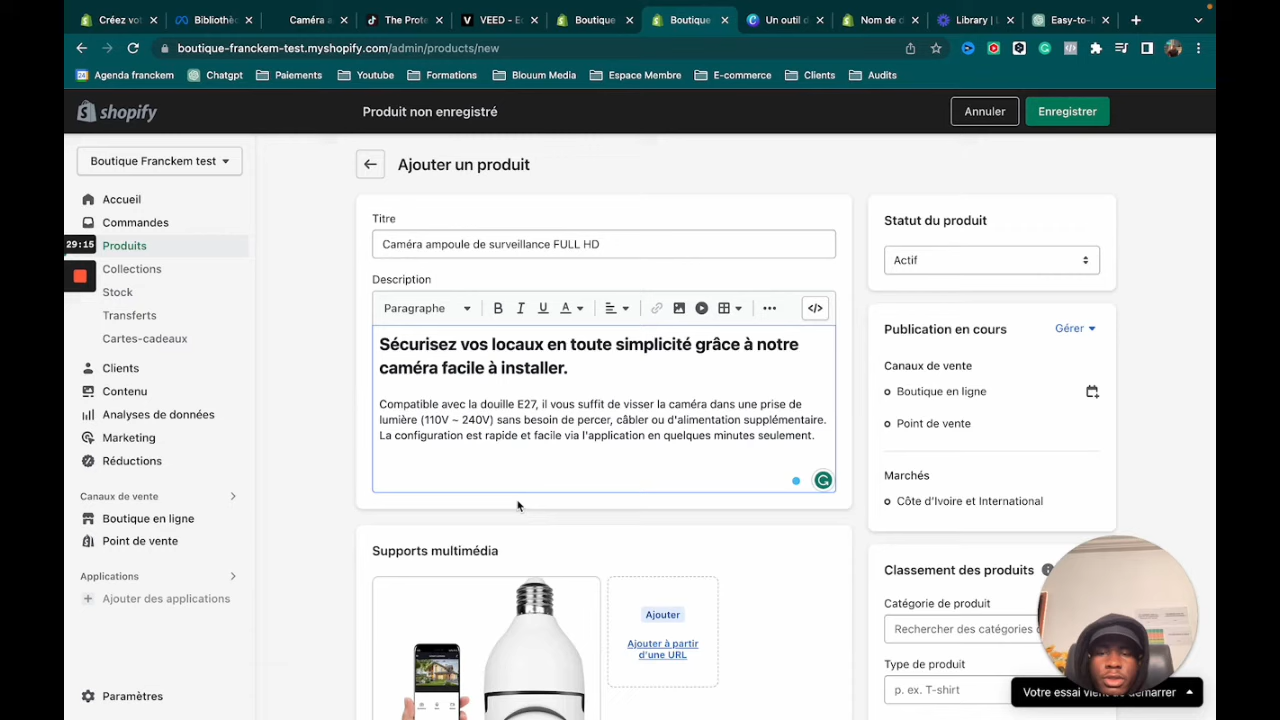 Créez votr
Bibliothèc
Caméra a
The Prote
VEED - Ec
Boutique
Boutique
Un outil d
Nom de d
Library | L
Easy-to-l
boutique-franckem-test.myshopify.com/admin/products/new
Agenda franckem
Chatgpt
Paiements
Youtube
Formations
Blouum Media
Espace Membre
E-commerce
Clients
Audits
shopify
Produit non enregistré
Annuler
Enregistrer
Boutique Franckem test
Accueil
Commandes
29:15
Produits
Collections
Stock
Transferts
Cartes-cadeaux
Clients
Contenu
Analyses de données
Marketing
Réductions
Canaux de vente
Boutique en ligne
Point de vente
Applications
Ajouter des applications
Paramètres
Ajouter un produit
Titre
Caméra ampoule de surveillance FULL HD
Description
Paragraphe
B I U A
</>
Sécurisez vos locaux en toute simplicité grâce à notre
caméra facile à installer.
Compatible avec la douille E27, il vous suffit de visser la caméra dans une prise de
lumière (110V ~ 240V) sans besoin de percer, câbler ou d'alimentation supplémentaire.
La configuration est rapide et facile via l'application en quelques minutes seulement.
Supports multimédia
Ajouter
Ajouter à partir
d'une URL
Statut du produit
Actif
Publication en cours
Gérer
Canaux de vente
Boutique en ligne
Point de vente
Marchés
Côte d'Ivoire et International
Classement des produits
Catégorie de produit
Rechercher des catégories
Type de produit
p. ex. T-shirt
Votre essai vient de démarrer